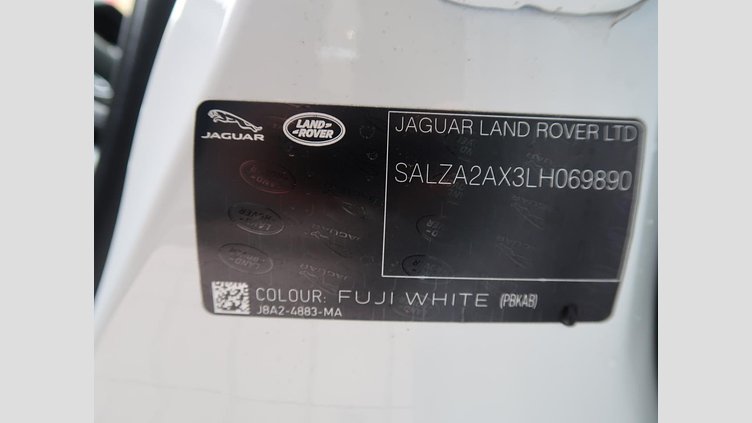 JAGUAR
LAND ROVER
JAGUAR LAND ROVER LTD
SALZA2AX3LH069890
COLOUR: FUJI WHITE (PBKAB)
JBA2-4883-MA